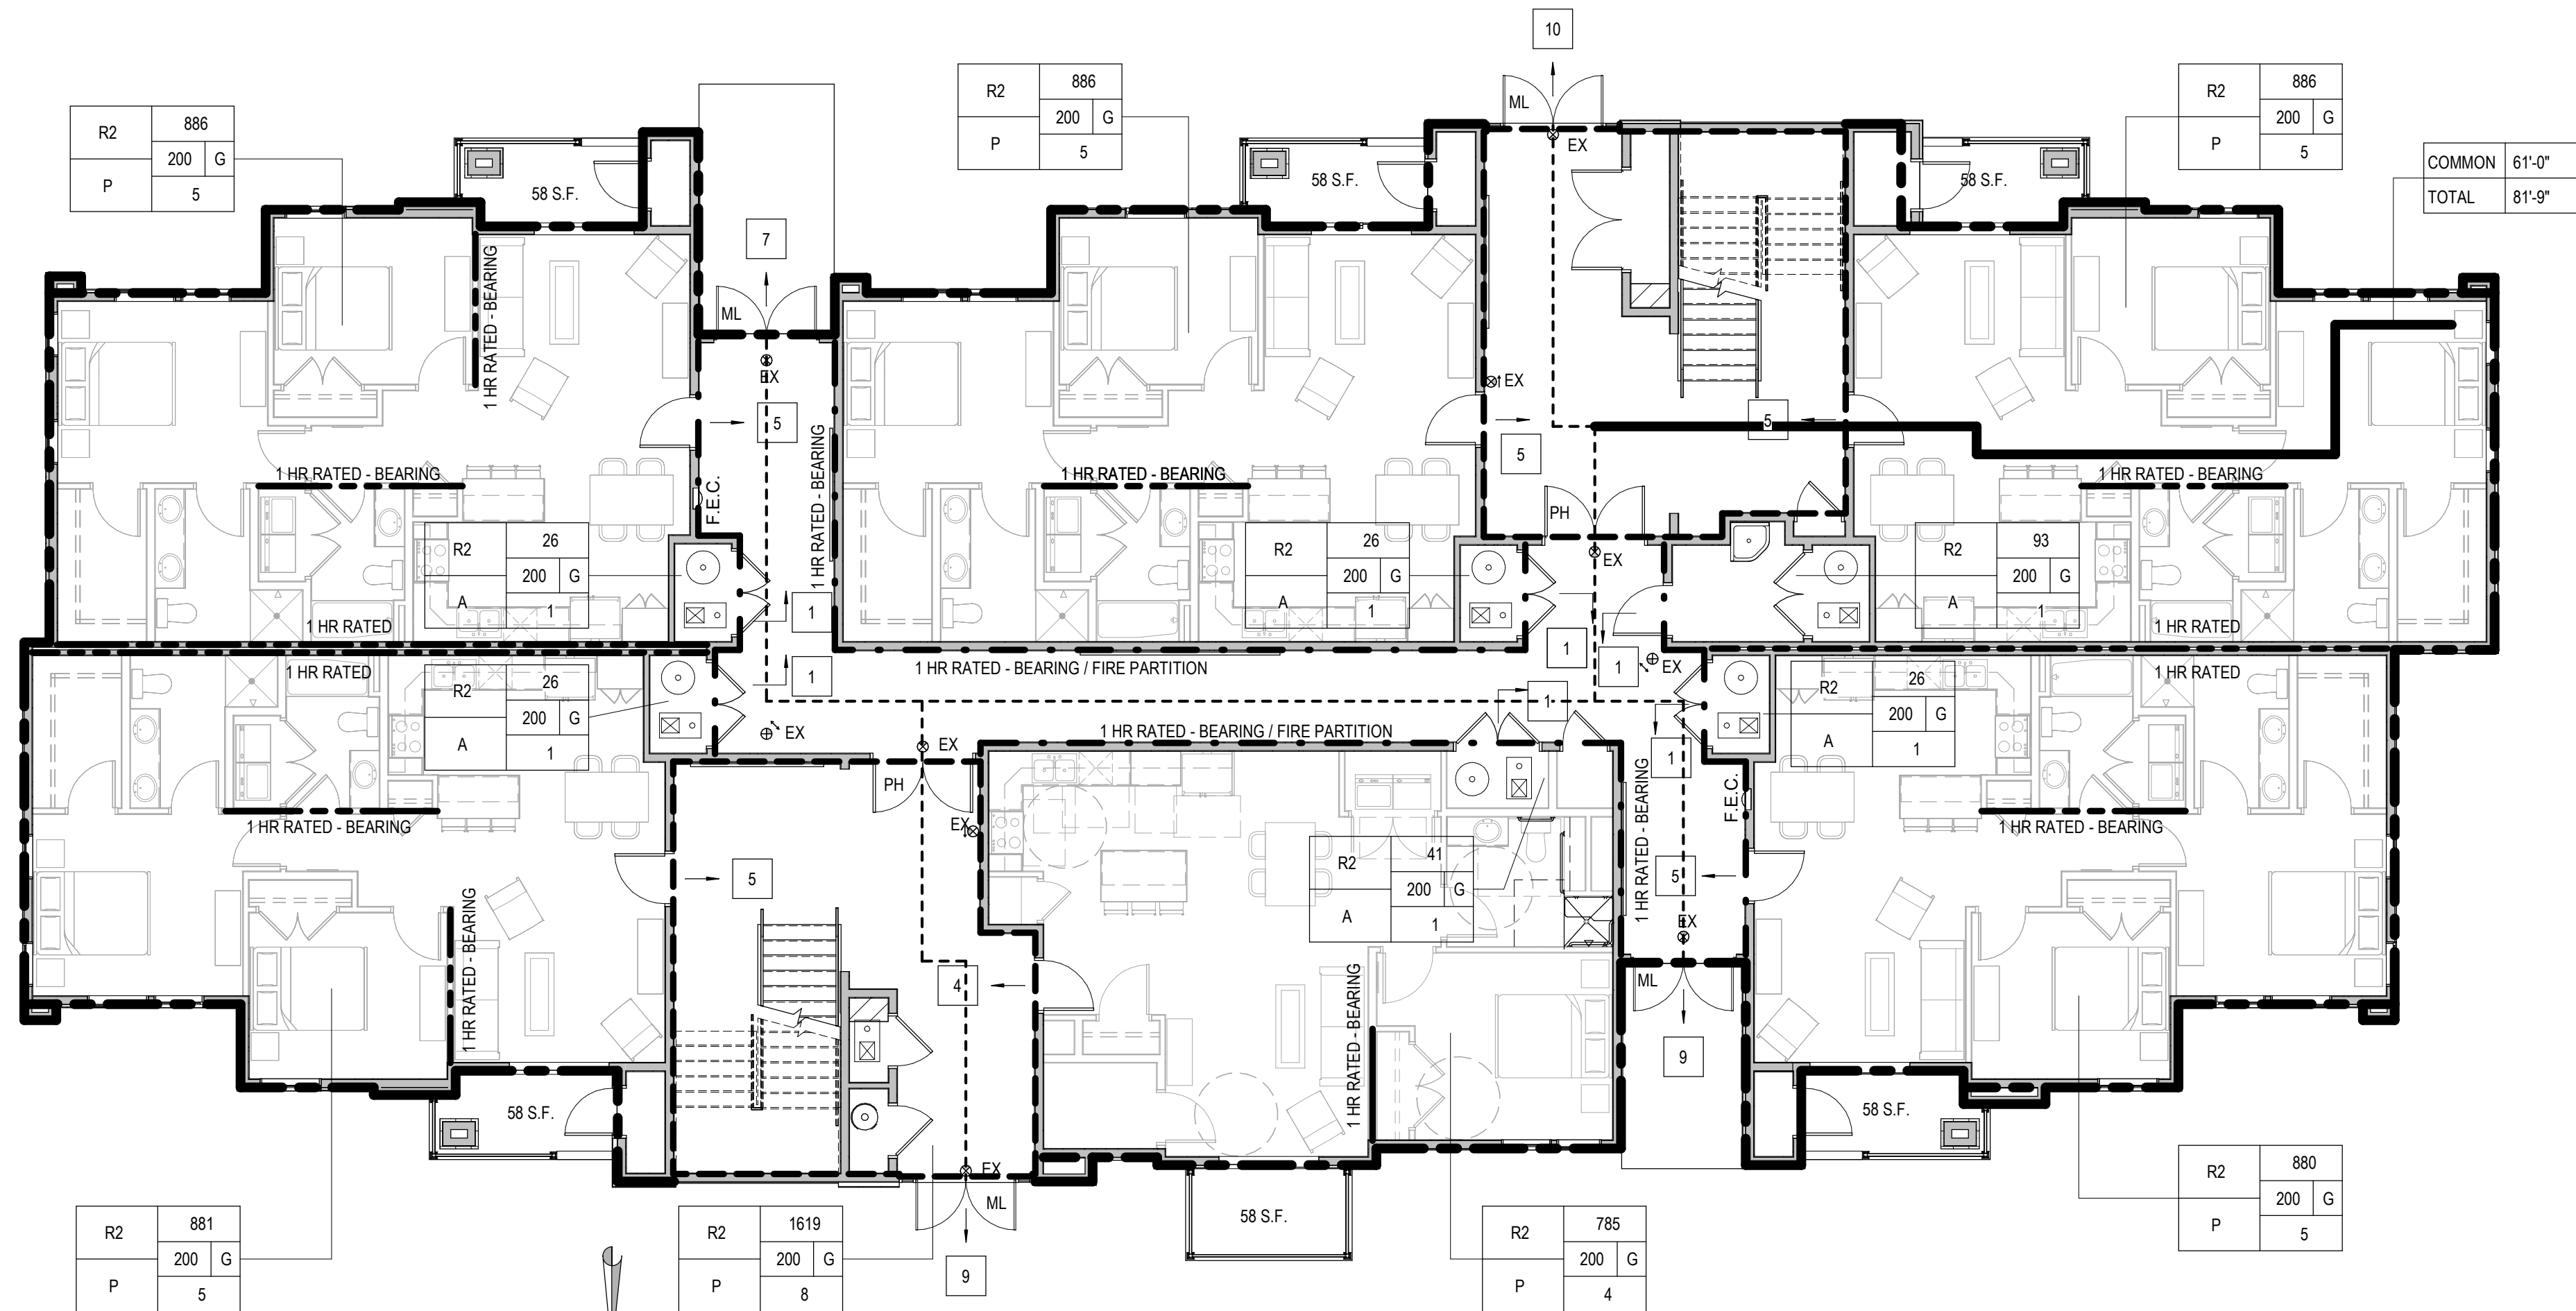 10
R2 886
200 G
P 5
R2 886
200 G
P 5
R2 886
200 G
P 5
COMMON 61'-0"
TOTAL 81'-9"
ML
EX
58 S.F.
58 S.F.
58 S.F.
7
ML
EX
1 HR RATED - BEARING
EX
5
5
5
1 HR RATED - BEARING
1 HR RATED - BEARING
1 HR RATED - BEARING
1 HR RATED - BEARING
F.E.C.
PH
EX
R2 26
200 G
A 1
R2 26
200 G
A 1
R2 93
200 G
A 1
1
1 HR RATED
1 HR RATED
1
1
1
EX
1 HR RATED - BEARING / FIRE PARTITION
1 HR RATED
1 HR RATED
R2 26
200 G
A 1
R2 26
200 G
A 1
1
EX
EX
1 HR RATED - BEARING / FIRE PARTITION
1
PH
EX
F.E.C.
1 HR RATED - BEARING
1 HR RATED - BEARING
1 HR RATED - BEARING
R2 41
200 G
A 1
5
5
EX
1 HR RATED - BEARING
4
ML
1 HR RATED - BEARING
9
58 S.F.
58 S.F.
EX
ML
R2 880
200 G
P 5
R2 881
200 G
P 5
R2 1619
200 G
P 8
9
58 S.F.
R2 785
200 G
P 4